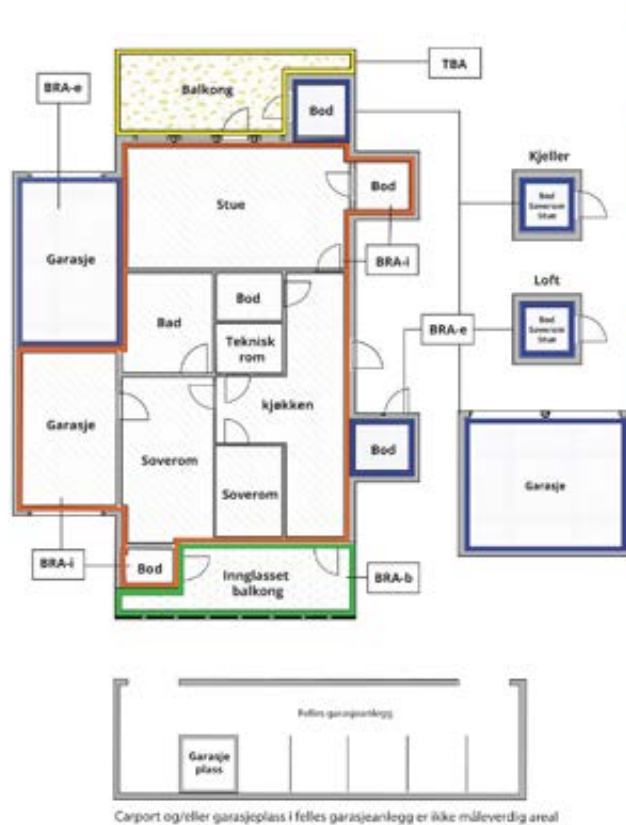 TBA
BRA-e
Balkong
Bod
Kjeller
Bod
Soverom
Stue
Stue
Bod
Garasje
BRA-i
Loft
Bod
Soverom
Stue
Bad
Bod
Teknisk
rom
BRA-e
kjøkken
Garasje
Soverom
Soverom
Bod
Garasje
BRA-i
Bod
Innglasset
balkong
BRA-b
Felles garasjeanlegg
Garasje
plass
Carport og/eller garasjeplass i felles garasjeanlegg er ikke måleverdig areal